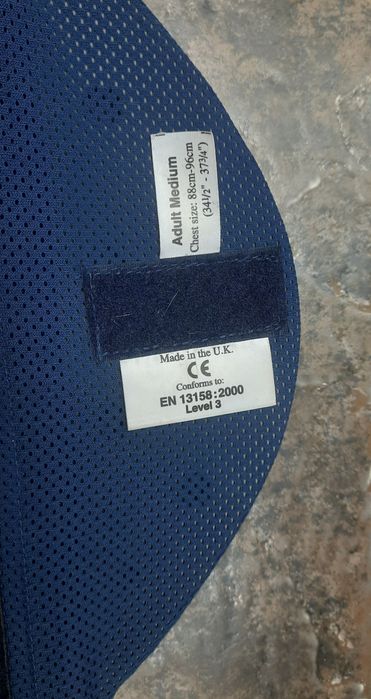 Adult Medium
Chest size: 88cm-96cm
(34½" - 37¾")
Made in the U.K.
CE
Conforms to:
EN 13158:2000
Level 3